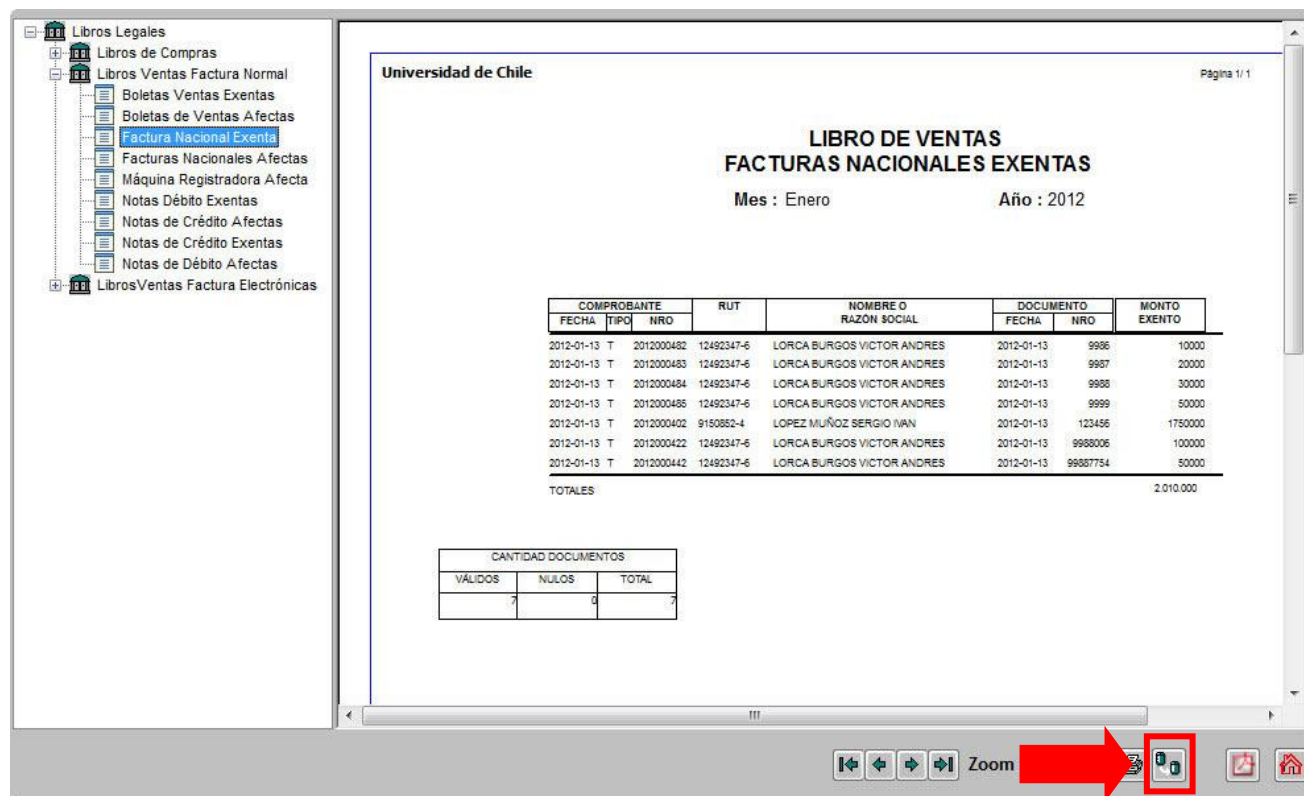 Libros Legales
Libros de Compras
Libros Ventas Factura Normal
Boletas Ventas Exentas
Boletas de Ventas Afectas
Factura Nacional Exenta
Facturas Nacionales Afectas
Máquina Registradora Afecta
Notas Débito Exentas
Notas de Crédito Afectas
Notas de Crédito Exentas
Notas de Débito Afectas
LibrosVentas Factura Electrónicas
Universidad de Chile Página 1/ 1
LIBRO DE VENTAS
FACTURAS NACIONALES EXENTAS
Mes : Enero Año : 2012
COMPROBANTE RUT NOMBRE O DOCUMENTO MONTO
FECHA TIPO NRO RAZÓN SOCIAL FECHA NRO EXENTO
2012-01-13 T 2012000482 12492347-6 LORCA BURGOS VICTOR ANDRES 2012-01-13 9986 10000
2012-01-13 T 2012000483 12492347-6 LORCA BURGOS VICTOR ANDRES 2012-01-13 9987 20000
2012-01-13 T 2012000484 12492347-6 LORCA BURGOS VICTOR ANDRES 2012-01-13 9988 30000
2012-01-13 T 2012000485 12492347-6 LORCA BURGOS VICTOR ANDRES 2012-01-13 9999 50000
2012-01-13 T 2012000402 9150852-4 LOPEZ MUÑOZ SERGIO IVAN 2012-01-13 123456 1750000
2012-01-13 T 2012000422 12492347-6 LORCA BURGOS VICTOR ANDRES 2012-01-13 9988006 100000
2012-01-13 T 2012000442 12492347-6 LORCA BURGOS VICTOR ANDRES 2012-01-13 99887754 50000
TOTALES 2.010.000
CANTIDAD DOCUMENTOS
VÁLIDOS NULOS TOTAL
7 0 7
Zoom